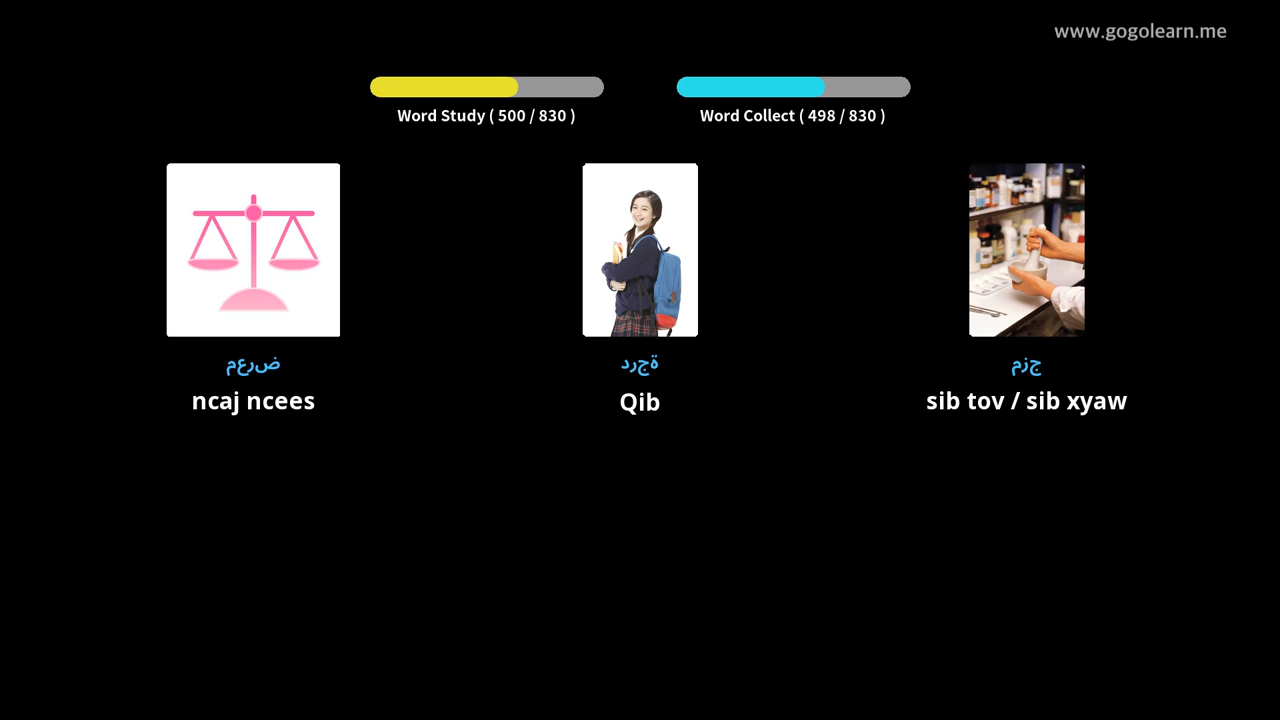 www.gogolearn.me
Word Study ( 500 / 830 )
Word Collect ( 498 / 830 )
ضرعم
ةجرد
جزم
ncaj ncees
Qib
sib tov / sib xyaw